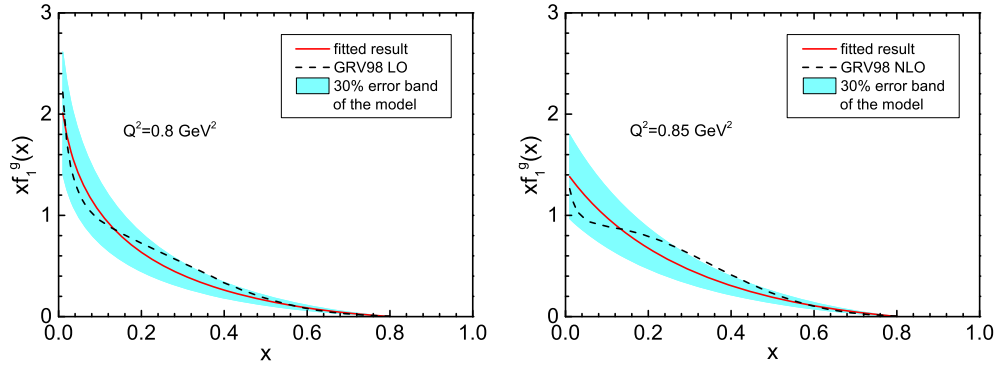 3
2
1
0
xf₁ᵍ(x)
fitted result
GRV98 LO
30% error band
of the model
Q²=0.8 GeV²
0.0 0.2 0.4 0.6 0.8 1.0
x
3
2
1
0
xf₁ᵍ(x)
fitted result
GRV98 NLO
30% error band
of the model
Q²=0.85 GeV²
0.0 0.2 0.4 0.6 0.8 1.0
x